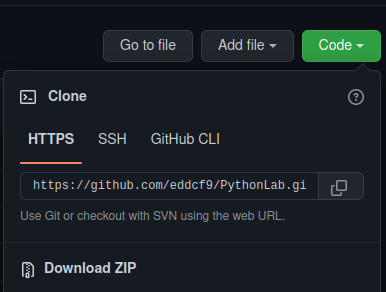 Go to file Add file Code
Clone
HTTPS SSH GitHub CLI
https://github.com/eddcf9/PythonLab.gi
Use Git or checkout with SVN using the web URL.
Download ZIP